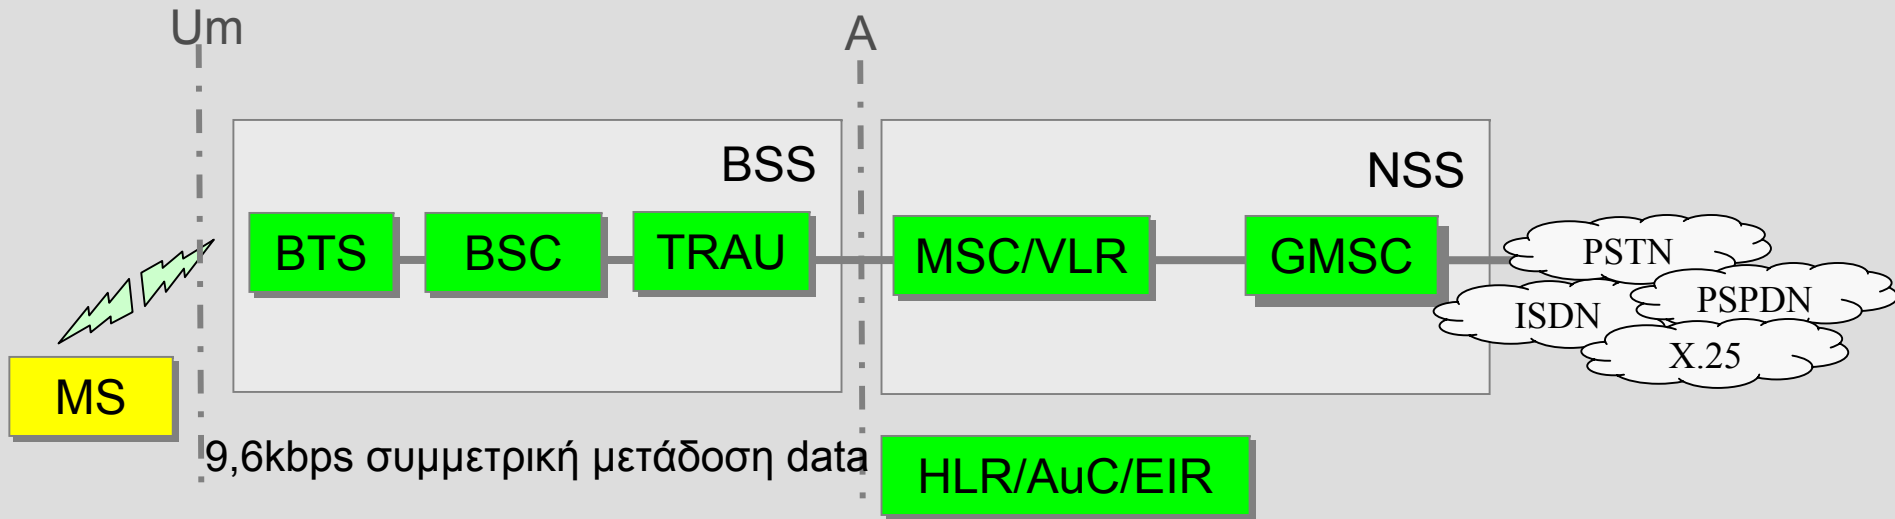 Um
A
BSS
NSS
BTS
BSC
TRAU
MSC/VLR
GMSC
PSTN
PSPDN
ISDN
X.25
MS
9,6kbps συμμετρική μετάδοση data
HLR/AuC/EIR